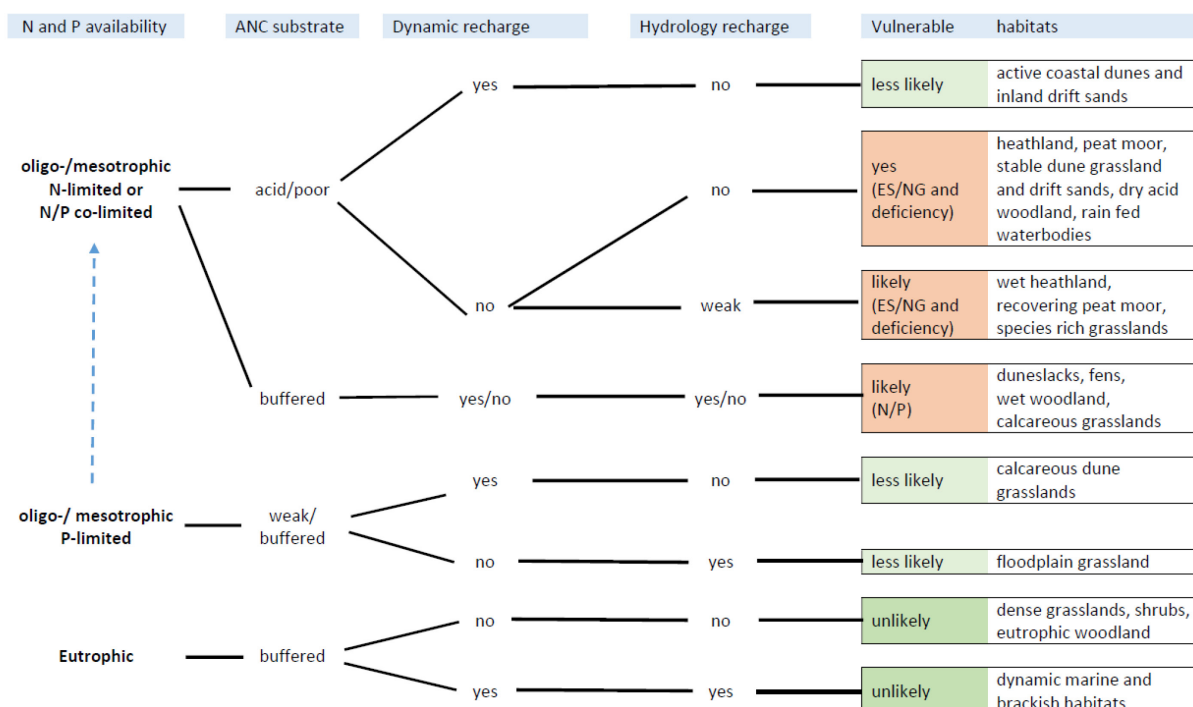 N and P availability
ANC substrate
Dynamic recharge
Hydrology recharge
Vulnerable
habitats
yes
no
less likely
active coastal dunes and
inland drift sands
oligo-/mesotrophic
N-limited or
N/P co-limited
acid/poor
no
yes
(ES/NG and
deficiency)
heathland, peat moor,
stable dune grassland
and drift sands, dry acid
woodland, rain fed
waterbodies
no
weak
likely
(ES/NG and
deficiency)
wet heathland,
recovering peat moor,
species rich grasslands
buffered
yes/no
yes/no
likely
(N/P)
duneslacks, fens,
wet woodland,
calcareous grasslands
oligo-/ mesotrophic
P-limited
weak/
buffered
yes
no
less likely
calcareous dune
grasslands
no
yes
less likely
floodplain grassland
Eutrophic
buffered
no
no
unlikely
dense grasslands, shrubs,
eutrophic woodland
yes
yes
unlikely
dynamic marine and
brackish habitats